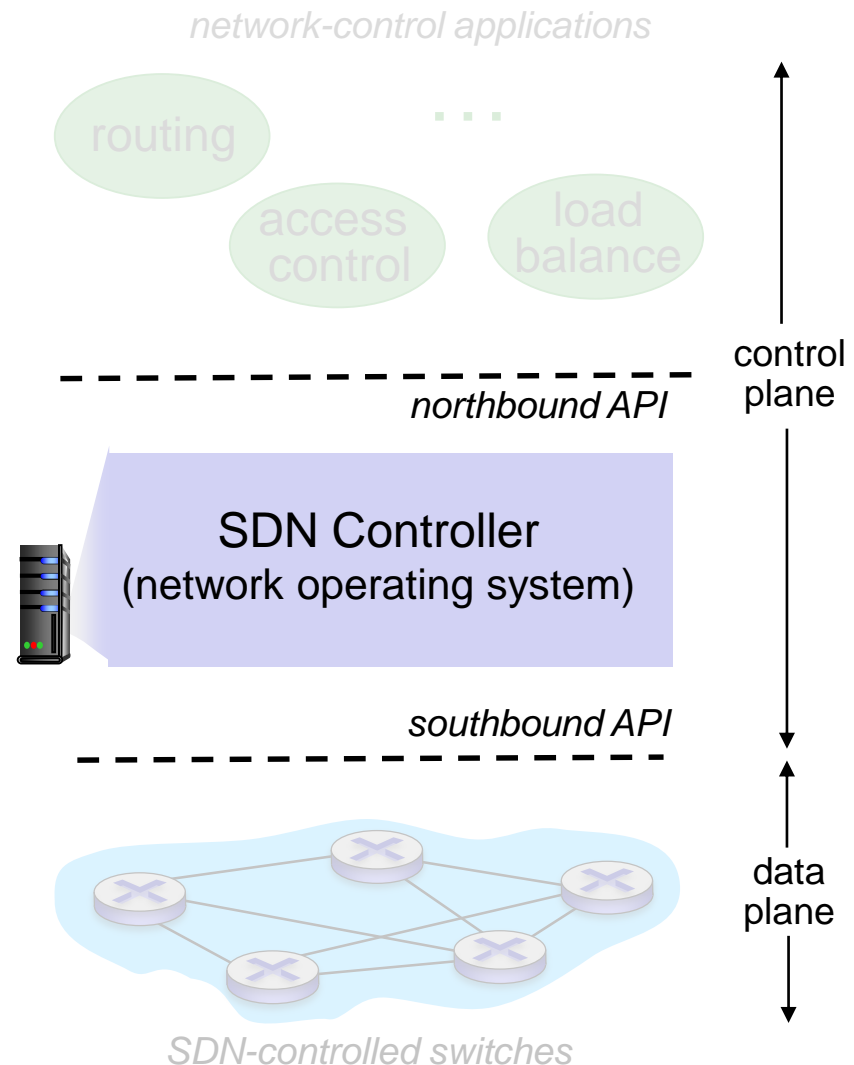 network-control applications
routing
...
access
control
load
balance
control
plane
northbound API
SDN Controller
(network operating system)
southbound API
data
plane
SDN-controlled switches